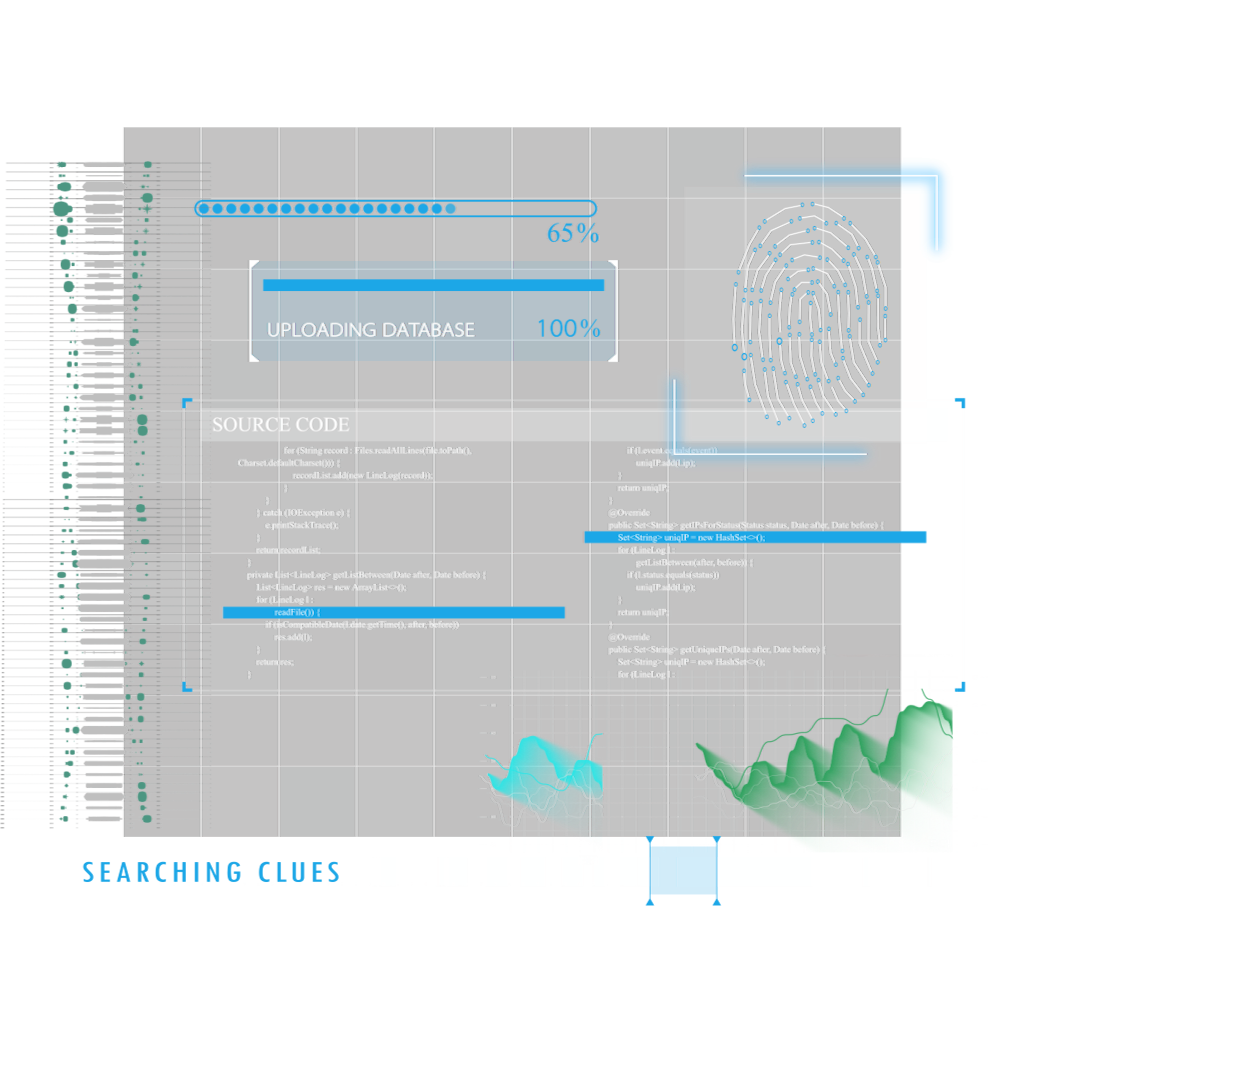 65%
UPLOADING DATABASE 100%
SOURCE CODE
for (String record : Files.readAllLines(file.toPath(),
Charset.defaultCharset())) {
recordList.add(new LineLog(record));
}
}
} catch (IOException e) {
e.printStackTrace();
}
return recordList;
}
private List<LineLog> getListBetween(Date after, Date before) {
List<LineLog> res = new ArrayList<>();
for (LineLog l :
readFile()) {
if (isCompatibleDate(l.date.getTime(), after, before))
res.add(l);
}
return res;
}
if (l.event.equals(event))
uniqIP.add(l.ip);
}
return uniqIP;
}
@Override
public Set<String> getIPsForStatus(Status status, Date after, Date before) {
Set<String> uniqIP = new HashSet<>();
for (LineLog l :
getListBetween(after, before)) {
if (l.status.equals(status))
uniqIP.add(l.ip);
}
return uniqIP;
}
@Override
public Set<String> getUniqueIPs(Date after, Date before) {
Set<String> uniqIP = new HashSet<>();
for (LineLog l :
SEARCHING CLUES